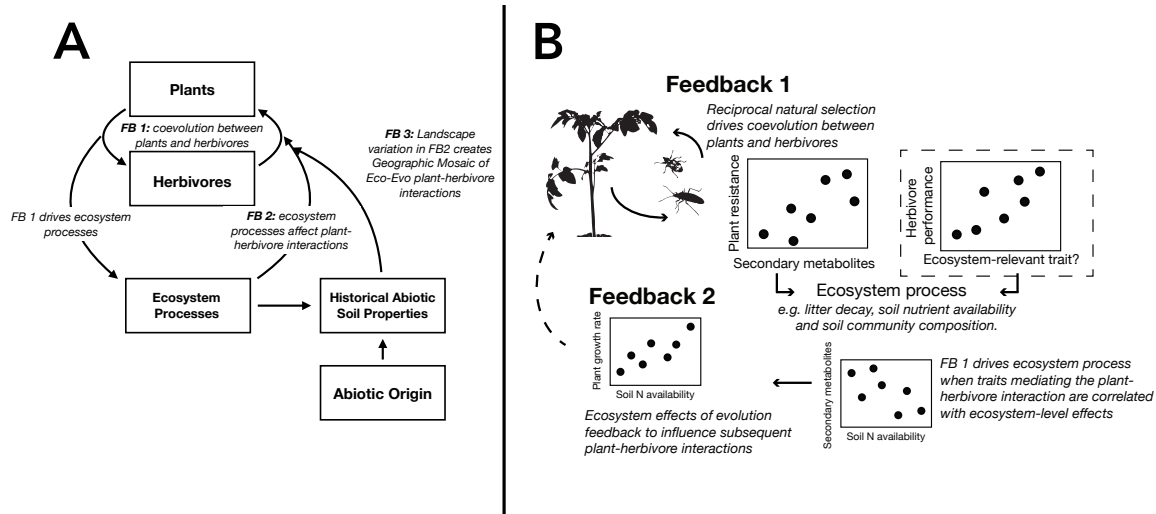 A
Plants
FB 1: coevolution between
plants and herbivores
Herbivores
FB 1 drives ecosystem
processes
FB 2: ecosystem
processes affect plant-
herbivore interactions
FB 3: Landscape
variation in FB2 creates
Geographic Mosaic of
Eco-Evo plant-herbivore
interactions
Ecosystem
Processes
Historical Abiotic
Soil Properties
Abiotic Origin
B
Feedback 1
Reciprocal natural selection
drives coevolution between
plants and herbivores
Plant resistance
Secondary metabolites
Herbivore
performance
Ecosystem-relevant trait?
Ecosystem process
e.g. litter decay, soil nutrient availability
and soil community composition.
Feedback 2
Plant growth rate
Soil N availability
Ecosystem effects of evolution
feedback to influence subsequent
plant-herbivore interactions
Secondary metabolites
Soil N availability
FB 1 drives ecosystem process
when traits mediating the plant-
herbivore interaction are correlated
with ecosystem-level effects